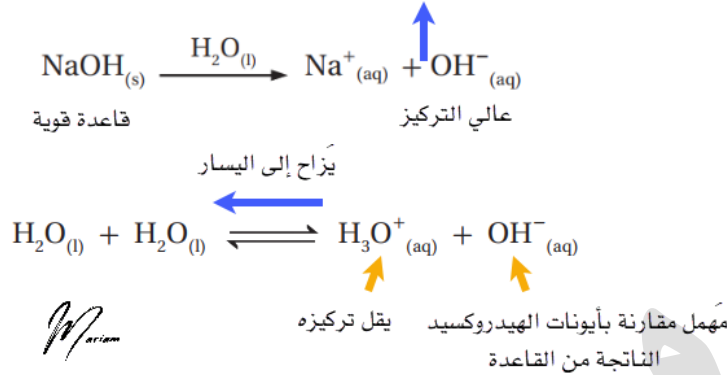 NaOH(s) —H₂O(l)→ Na⁺(aq) + OH⁻(aq)
قاعدة قوية
عالي التركيز
يُزاح إلى اليسار
H₂O(l) + H₂O(l) ⇌ H₃O⁺(aq) + OH⁻(aq)
يقل تركيزه
مُهمل مقارنة بأيونات الهيدروكسيد
الناتجة من القاعدة
Mariam